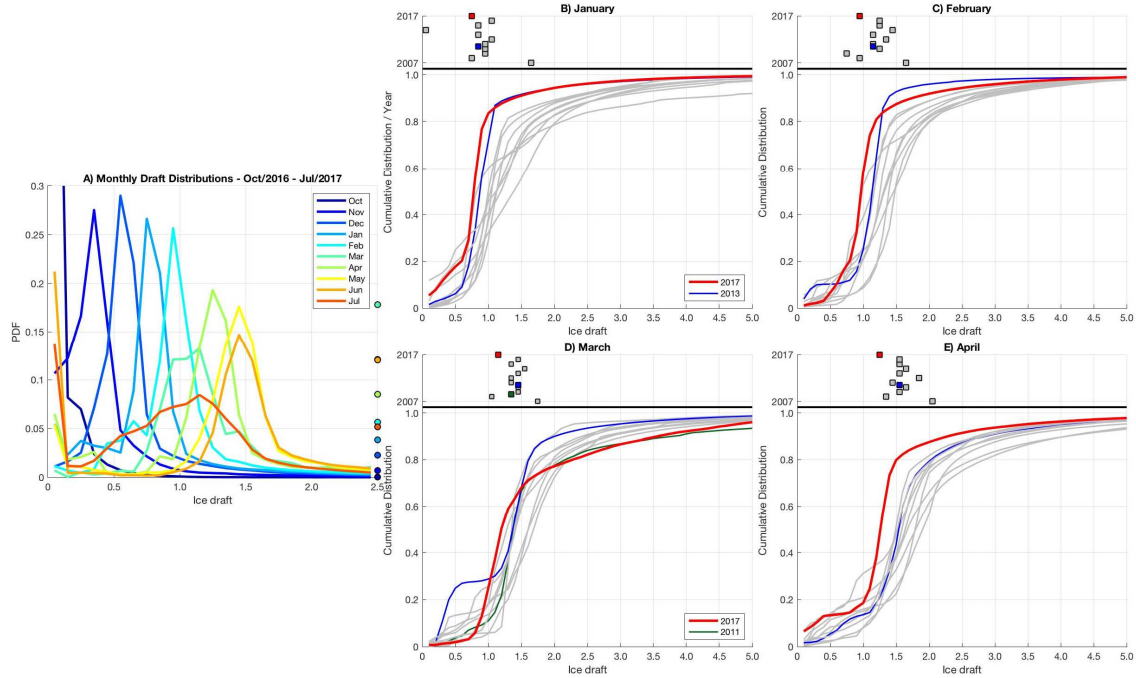 A) Monthly Draft Distributions - Oct/2016 - Jul/2017
0.3
0.25
0.2
0.15
0.1
0.05
0
PDF
Oct
Nov
Dec
Jan
Feb
Mar
Apr
May
Jun
Jul
0 0.5 1.0 1.5 2.0 2.5
Ice draft
B) January
2017
2007
1.0
0.8
0.6
0.4
0.2
0
Cumulative Distribution / Year
2017
2013
0 0.5 1.0 1.5 2.0 2.5 3.0 3.5 4.0 4.5 5.0
Ice draft
C) February
2017
2007
1.0
0.8
0.6
0.4
0.2
0
0 0.5 1.0 1.5 2.0 2.5 3.0 3.5 4.0 4.5 5.0
Ice draft
D) March
2017
2007
1.0
0.8
0.6
0.4
0.2
0
Cumulative Distribution
2017
2011
0 0.5 1.0 1.5 2.0 2.5 3.0 3.5 4.0 4.5 5.0
Ice draft
E) April
2017
2007
1.0
0.8
0.6
0.4
0.2
0
Cumulative Distribution
0 0.5 1.0 1.5 2.0 2.5 3.0 3.5 4.0 4.5 5.0
Ice draft